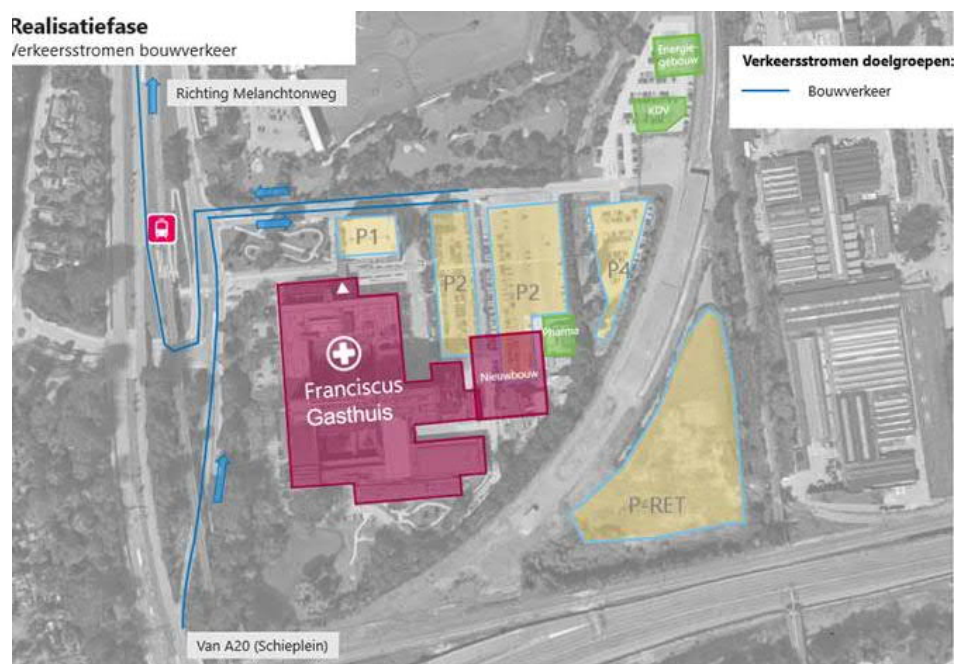 Realisatiefase
Verkeersstromen bouwverkeer
Richting Melanchtonweg
Energie-
gebouw
KDV
Verkeersstromen doelgroepen:
Bouwverkeer
P1
P2
P2
P4
Pharma
Nieuwbouw
Franciscus
Gasthuis
P-RET
Van A20 (Schieplein)